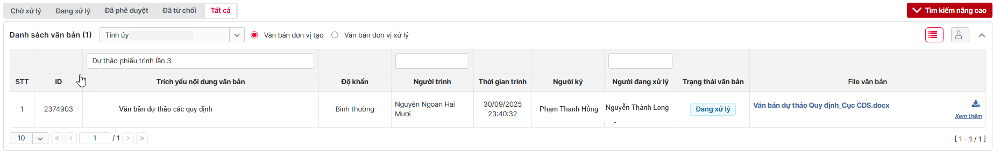 Chờ xử lý Đang xử lý Đã phê duyệt Đã từ chối Tất cả Tìm kiếm nâng cao
Danh sách văn bản (1) Tỉnh ủy Văn bản đơn vị tạo Văn bản đơn vị xử lý
Dự thảo phiếu trình lần 3
STT ID Trích yếu nội dung văn bản Độ khẩn Người trình Thời gian trình Người ký Người đang xử lý Trạng thái văn bản File văn bản
1 2374903 Văn bản dự thảo các quy định Bình thường Nguyễn Ngoan Hai Mươi 30/09/2025 23:40:32 Phạm Thanh Hồng Nguyễn Thành Long Đang xử lý Văn bản dự thảo Quy định_Cục CDS.docx
Xem thêm
10 « ‹ 1 / 1 › » [ 1 - 1 / 1 ]